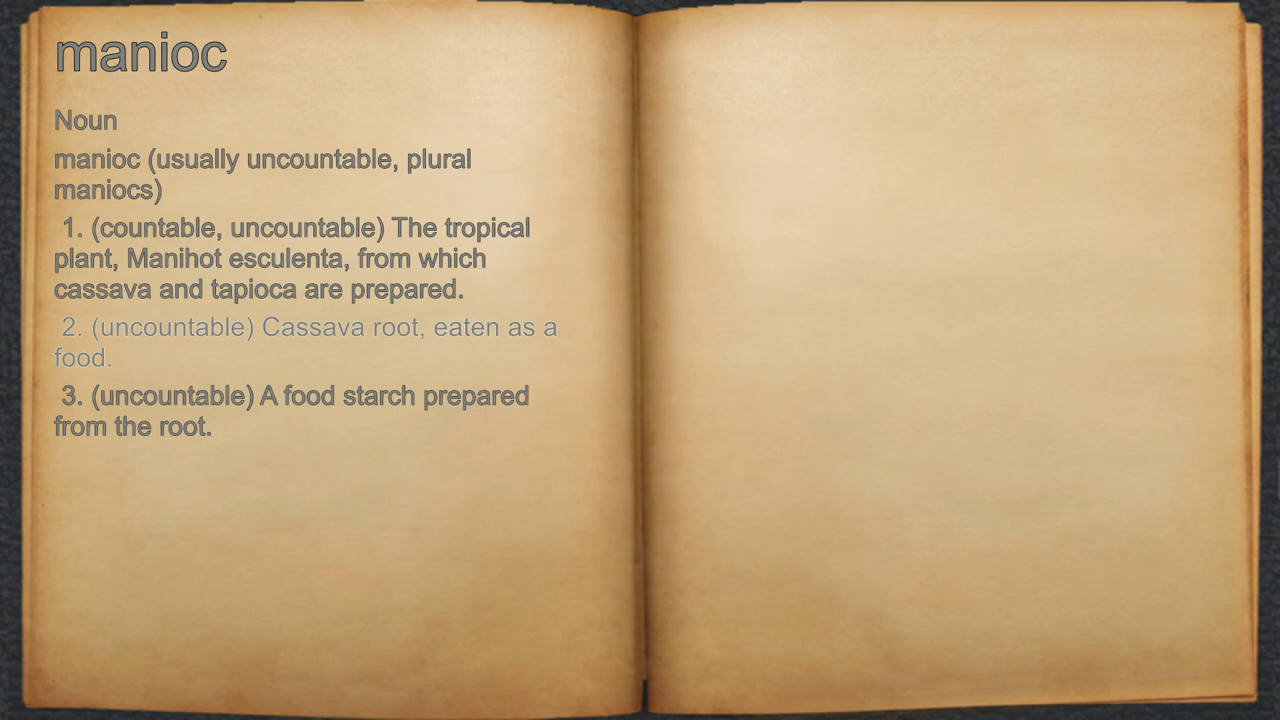 manioc
Noun
manioc (usually uncountable, plural
maniocs)
1. (countable, uncountable) The tropical
plant, Manihot esculenta, from which
cassava and tapioca are prepared.
2. (uncountable) Cassava root, eaten as a
food.
3. (uncountable) A food starch prepared
from the root.